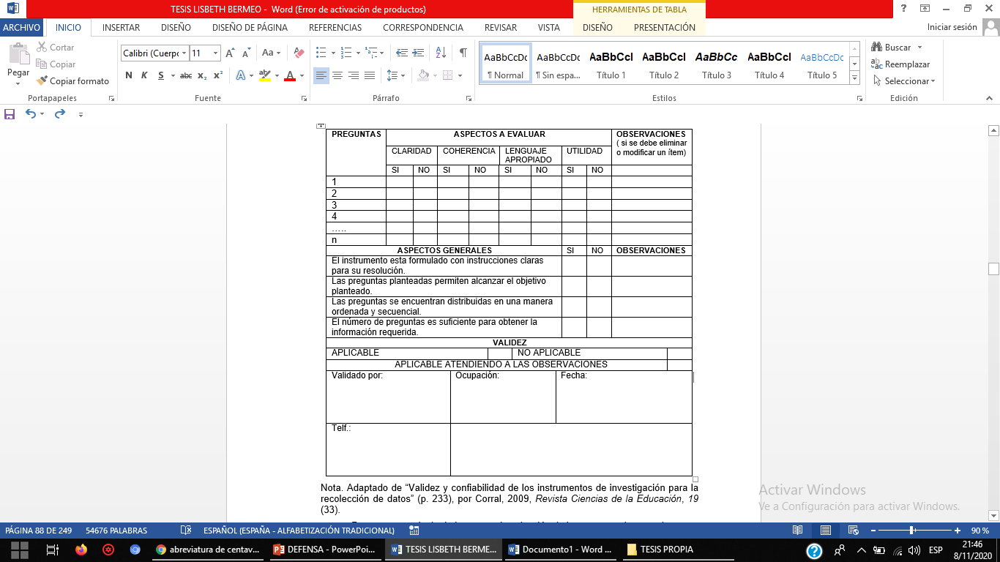 TESIS LISBETH BERMEO - Word (Error de activación de productos)
HERRAMIENTAS DE TABLA
ARCHIVO INICIO INSERTAR DISEÑO DISEÑO DE PÁGINA REFERENCIAS CORRESPONDENCIA REVISAR VISTA DISEÑO PRESENTACIÓN
Iniciar sesión
Pegar
Cortar
Copiar
Copiar formato
Portapapeles
Calibri (Cuerpo 11
N K S abc x₂ x²
Fuente
Párrafo
AaBbCcDc AaBbCcDc AaBbCcI AaBbCcI AaBbCc AaBbCcI AaBbCcDc
¶ Normal ¶ Sin espa... Título 1 Título 2 Título 3 Título 4 Título 5
Estilos
Buscar
Reemplazar
Seleccionar
Edición
PREGUNTAS ASPECTOS A EVALUAR OBSERVACIONES
( si se debe eliminar
o modificar un ítem)
CLARIDAD COHERENCIA LENGUAJE
APROPIADO
UTILIDAD
SI NO SI NO SI NO SI NO
1
2
3
4
…..
n
ASPECTOS GENERALES SI NO OBSERVACIONES
El instrumento esta formulado con instrucciones claras
para su resolución.
Las preguntas planteadas permiten alcanzar el objetivo
planteado.
Las preguntas se encuentran distribuidas en una manera
ordenada y secuencial.
El número de preguntas es suficiente para obtener la
información requerida.
VALIDEZ
APLICABLE NO APLICABLE
APLICABLE ATENDIENDO A LAS OBSERVACIONES
Validado por: Ocupación: Fecha:
Telf.:
Nota. Adaptado de “Validez y confiabilidad de los instrumentos de investigación para la
recolección de datos” (p. 233), por Corral, 2009, Revista Ciencias de la Educación, 19
(33).
Activar Windows
Ve a Configuración para activar Windows.
PÁGINA 88 DE 249 54676 PALABRAS ESPAÑOL (ESPAÑA - ALFABETIZACIÓN TRADICIONAL) 90 %
abreviatura de centav... DEFENSA - PowerPoi... TESIS LISBETH BERME... Documento1 - Word ... TESIS PROPIA
ESP
21:46
8/11/2020